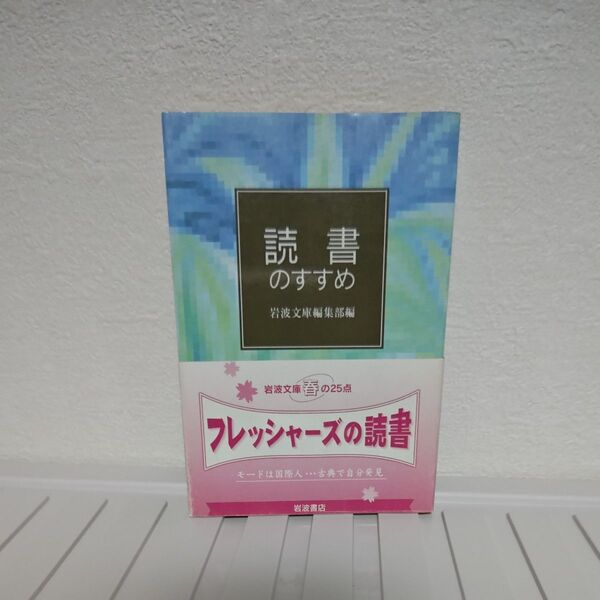 読書
のすすめ
岩波文庫編集部編
岩波文庫春の25点
フレッシャーズの読書
モードは国際人…古典で自分発見
岩波書店